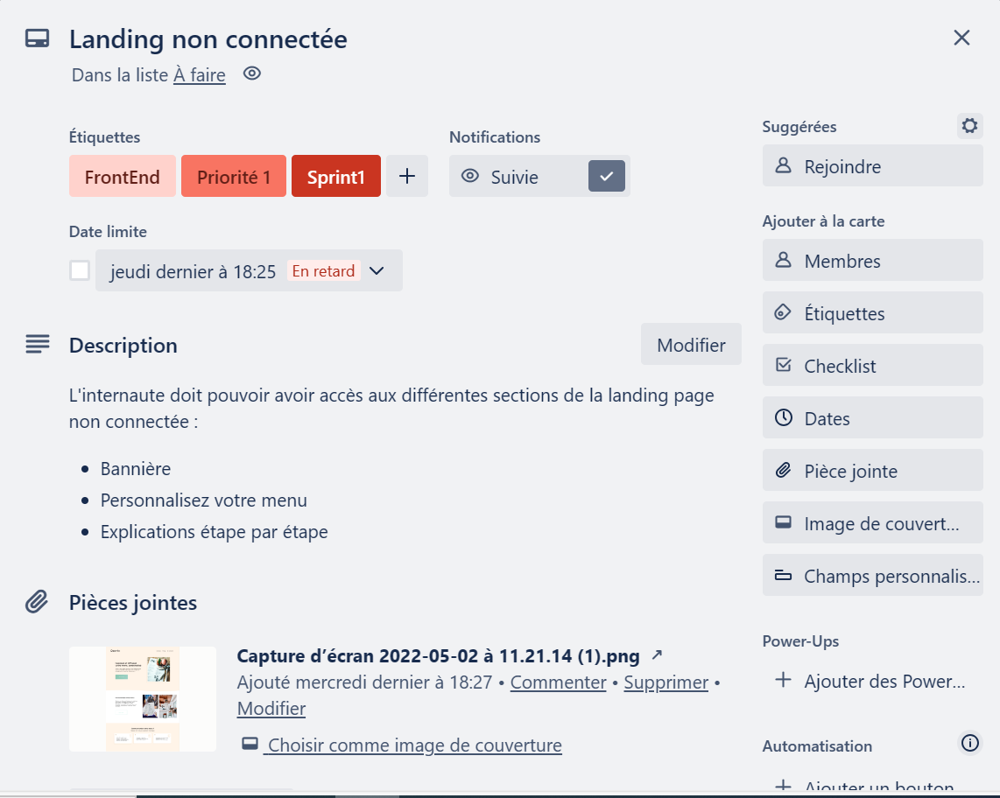 Landing non connectée
Dans la liste À faire
Étiquettes
FrontEnd
Priorité 1
Sprint1
Notifications
Suivie
Date limite
jeudi dernier à 18:25 En retard
Description
Modifier
L'internaute doit pouvoir avoir accès aux différentes sections de la landing page
non connectée :
• Bannière
• Personnalisez votre menu
• Explications étape par étape
Pièces jointes
Capture d’écran 2022-05-02 à 11.21.14 (1).png
Ajouté mercredi dernier à 18:27 • Commenter • Supprimer •
Modifier
Choisir comme image de couverture
Suggérées
Rejoindre
Ajouter à la carte
Membres
Étiquettes
Checklist
Dates
Pièce jointe
Image de couvert...
Champs personnalis...
Power-Ups
Ajouter des Power...
Automatisation
Ajouter un bouton